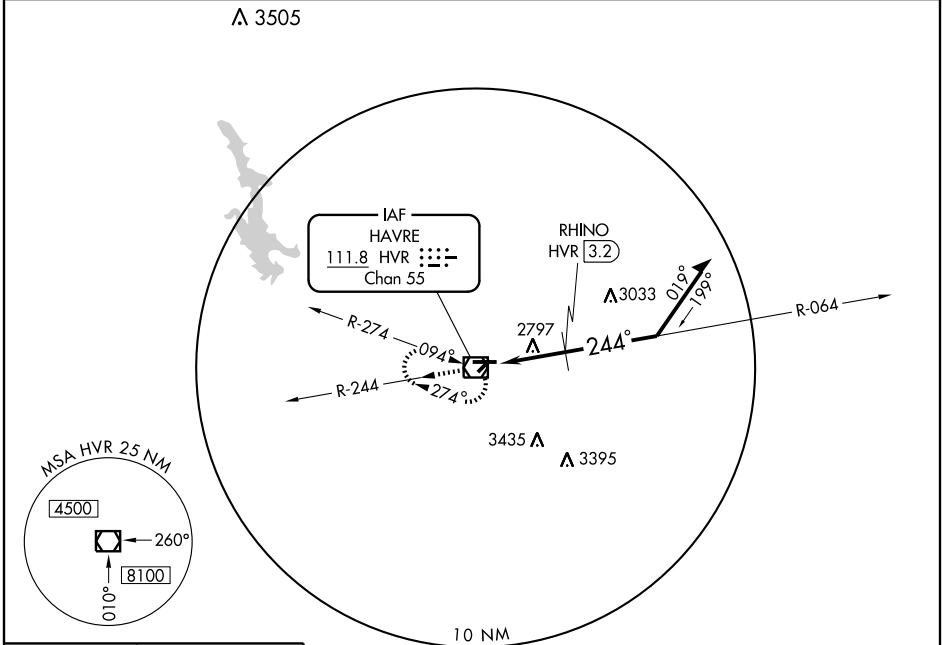 3505
IAF
HAVRE
111.8 HVR
Chan 55
RHINO
HVR 3.2
3033
019°
199°
R-064
2797
244°
R-274
094°
R-244
274°
3435
3395
MSA HVR 25 NM
4500
260°
8100
010°
10 NM